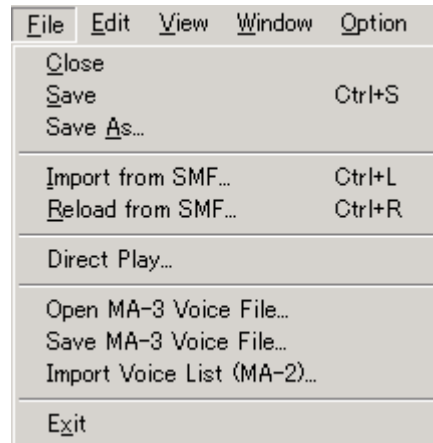 File Edit View Window Option
Close
Save Ctrl+S
Save As...
Import from SMF... Ctrl+L
Reload from SMF... Ctrl+R
Direct Play...
Open MA-3 Voice File...
Save MA-3 Voice File...
Import Voice List (MA-2)...
Exit